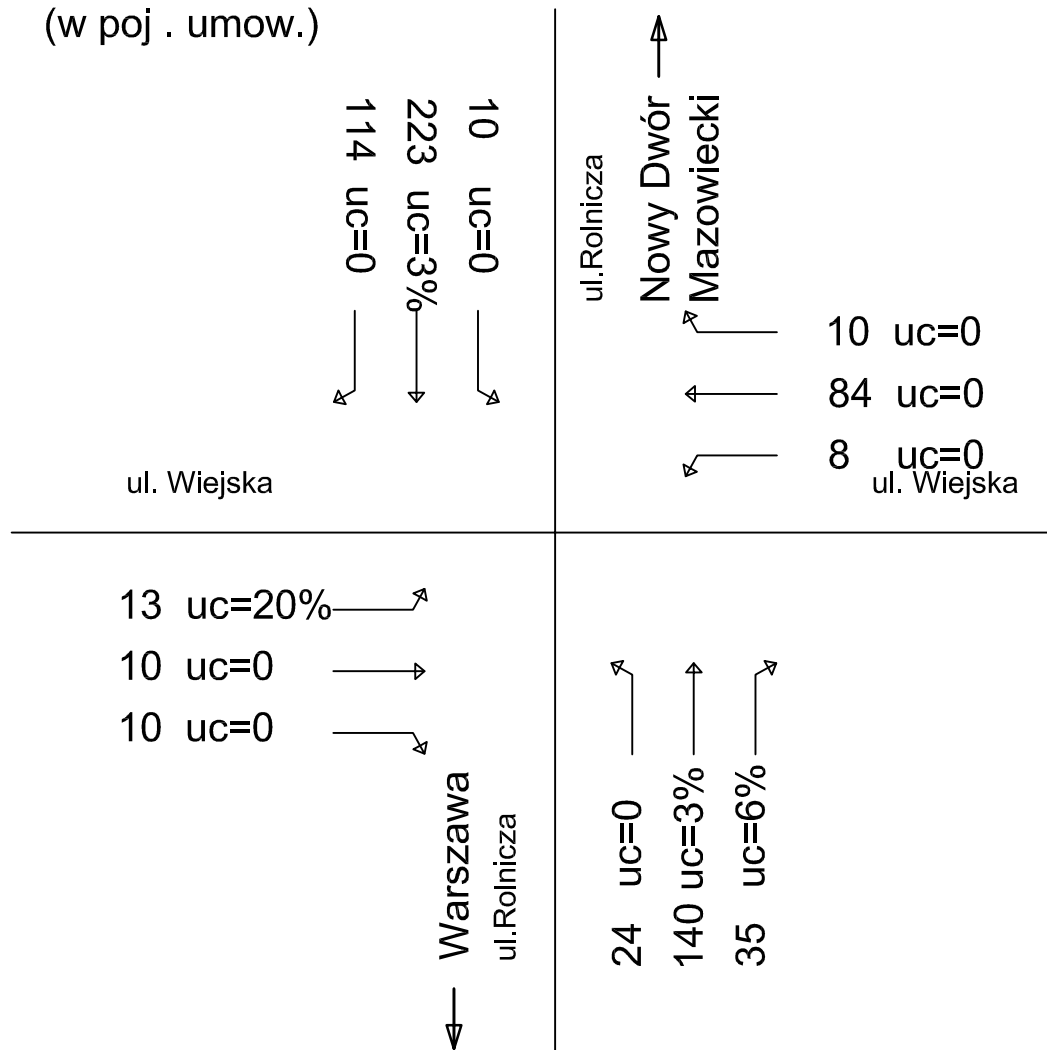 (w poj . umow.)
114 uc=0
223 uc=3%
10 uc=0
ul.Rolnicza
Nowy Dwór
Mazowiecki
10 uc=0
84 uc=0
8 uc=0
ul. Wiejska
ul. Wiejska
13 uc=20%
10 uc=0
10 uc=0
Warszawa
ul.Rolnicza
24 uc=0
140 uc=3%
35 uc=6%